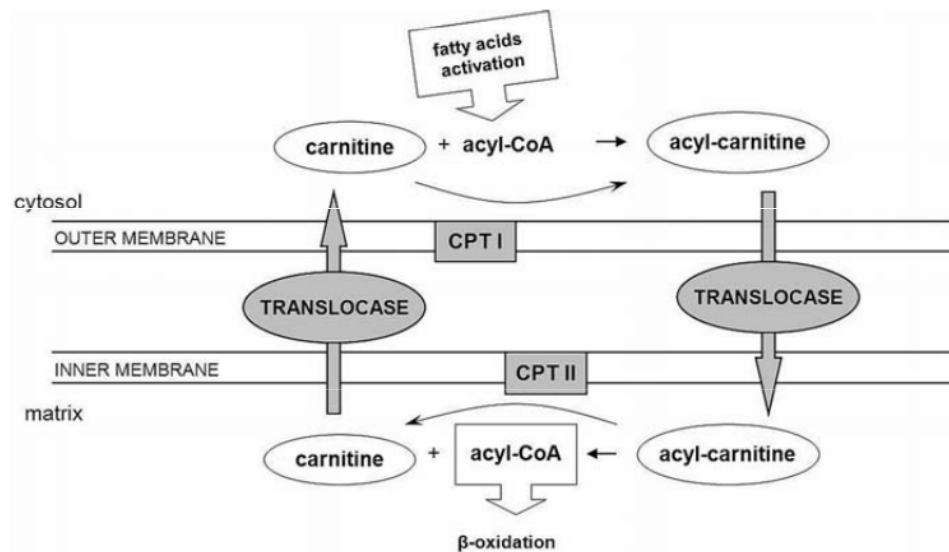 fatty acids
activation
carnitine + acyl-CoA acyl-carnitine
cytosol
OUTER MEMBRANE CPT I
TRANSLOCASE TRANSLOCASE
INNER MEMBRANE CPT II
matrix
carnitine + acyl-CoA acyl-carnitine
β-oxidation